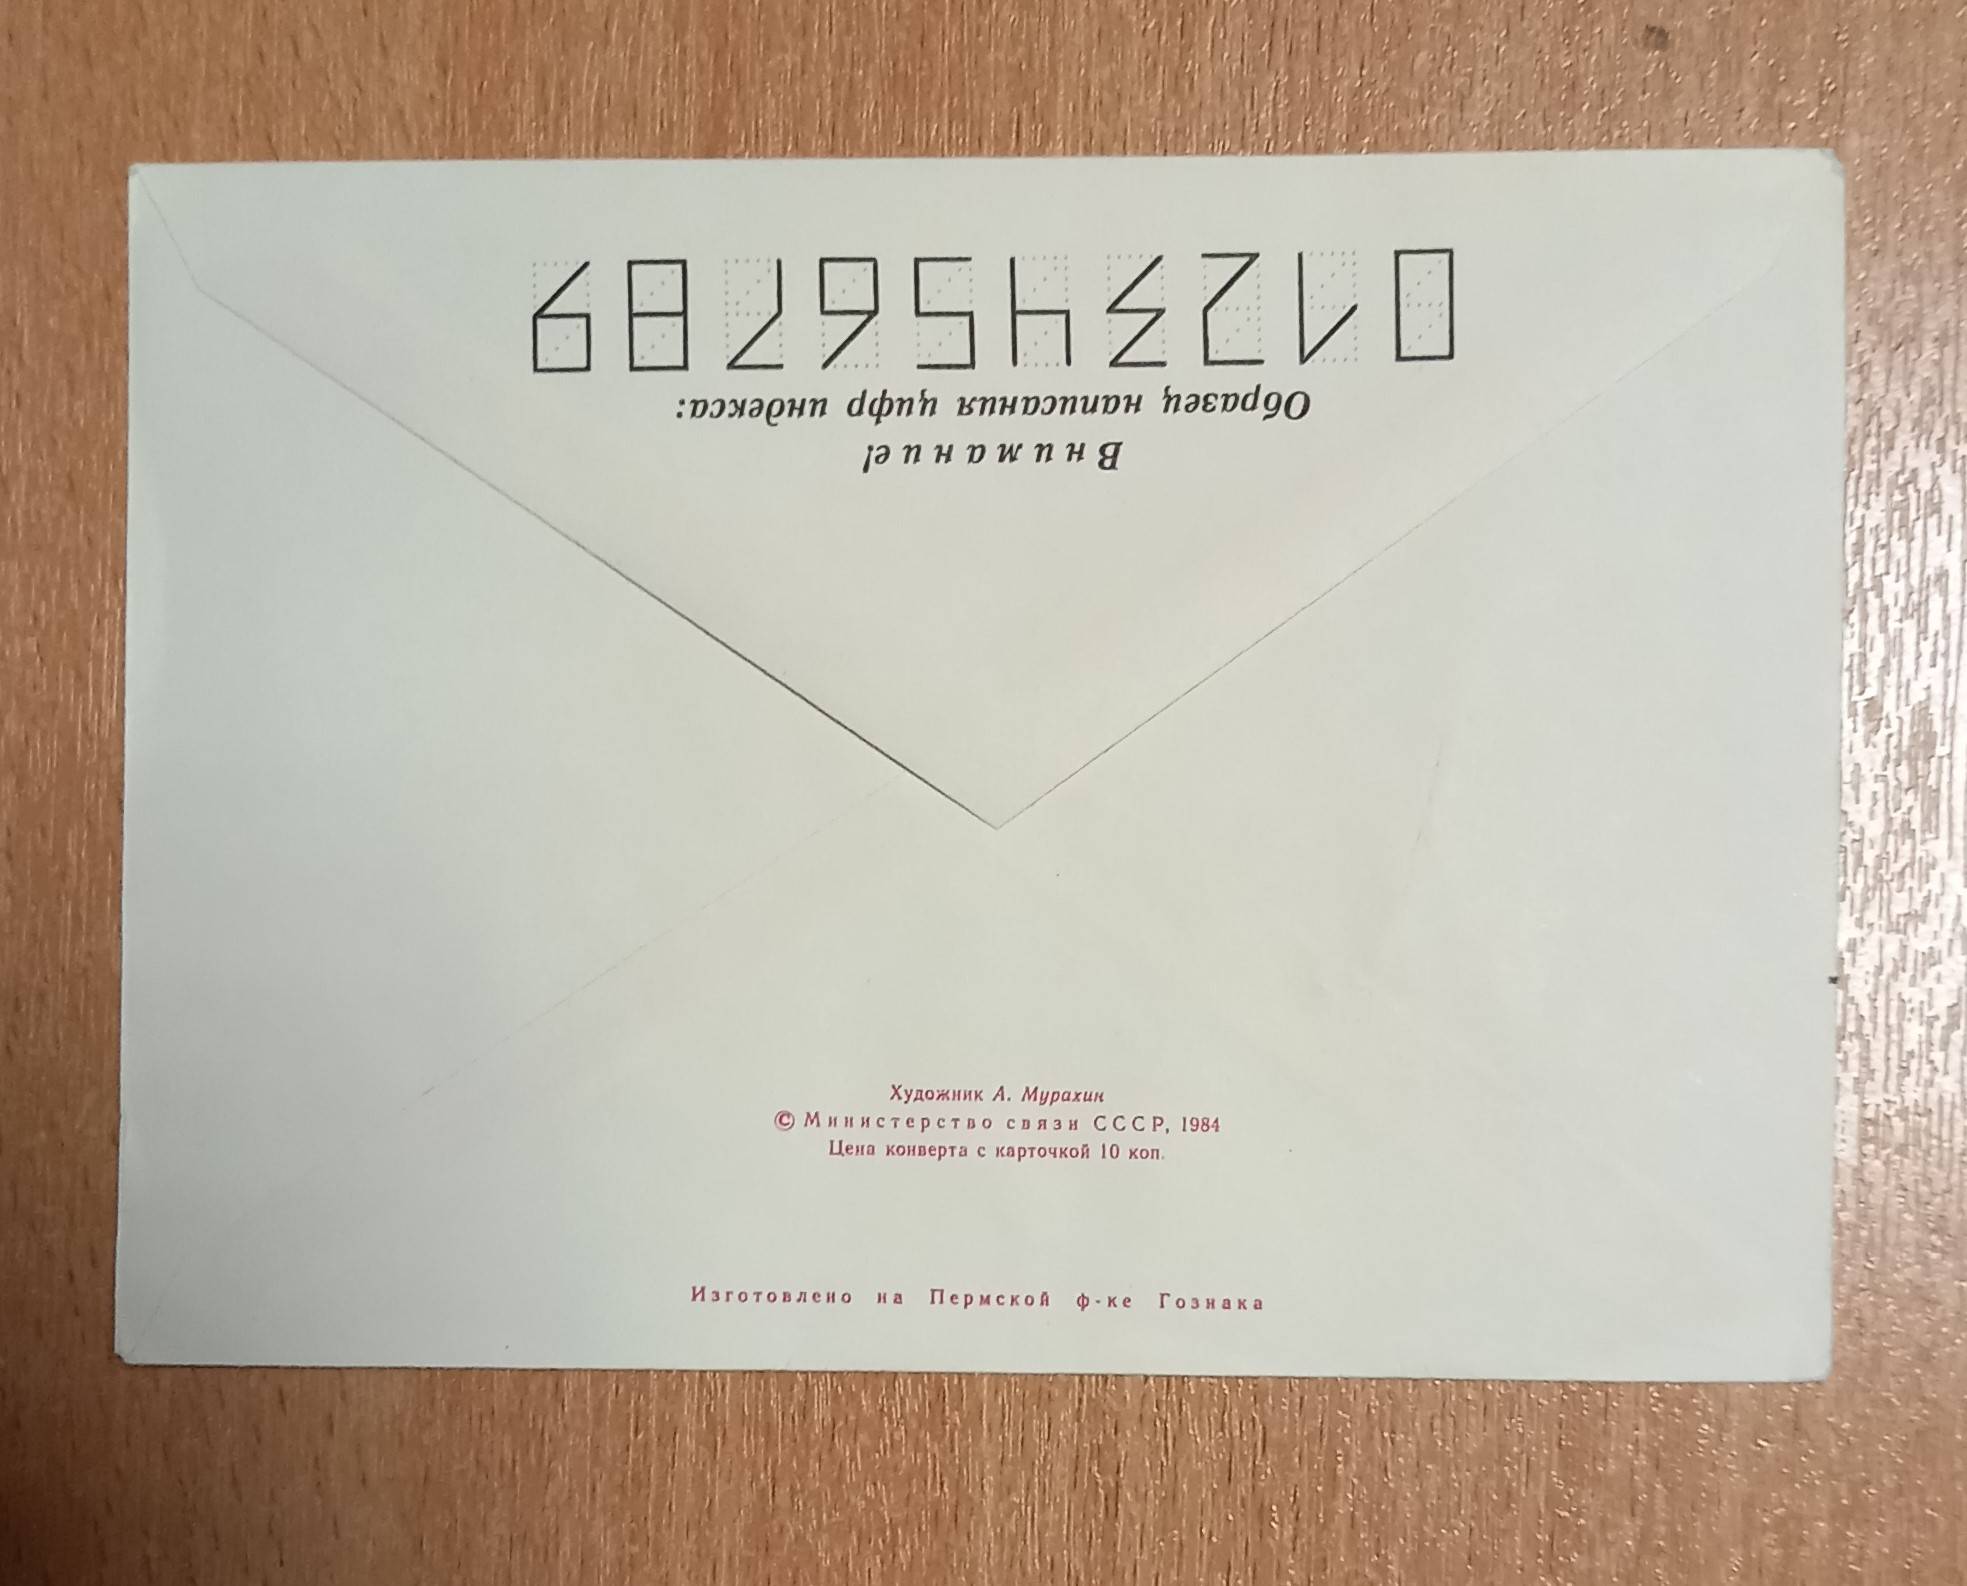 Внимание!
Образец написания цифр индекса:
0123456789
Художник А. Мурахин
© Министерство связи СССР, 1984
Цена конверта с карточкой 10 коп.
Изготовлено на Пермской ф-ке Гознака